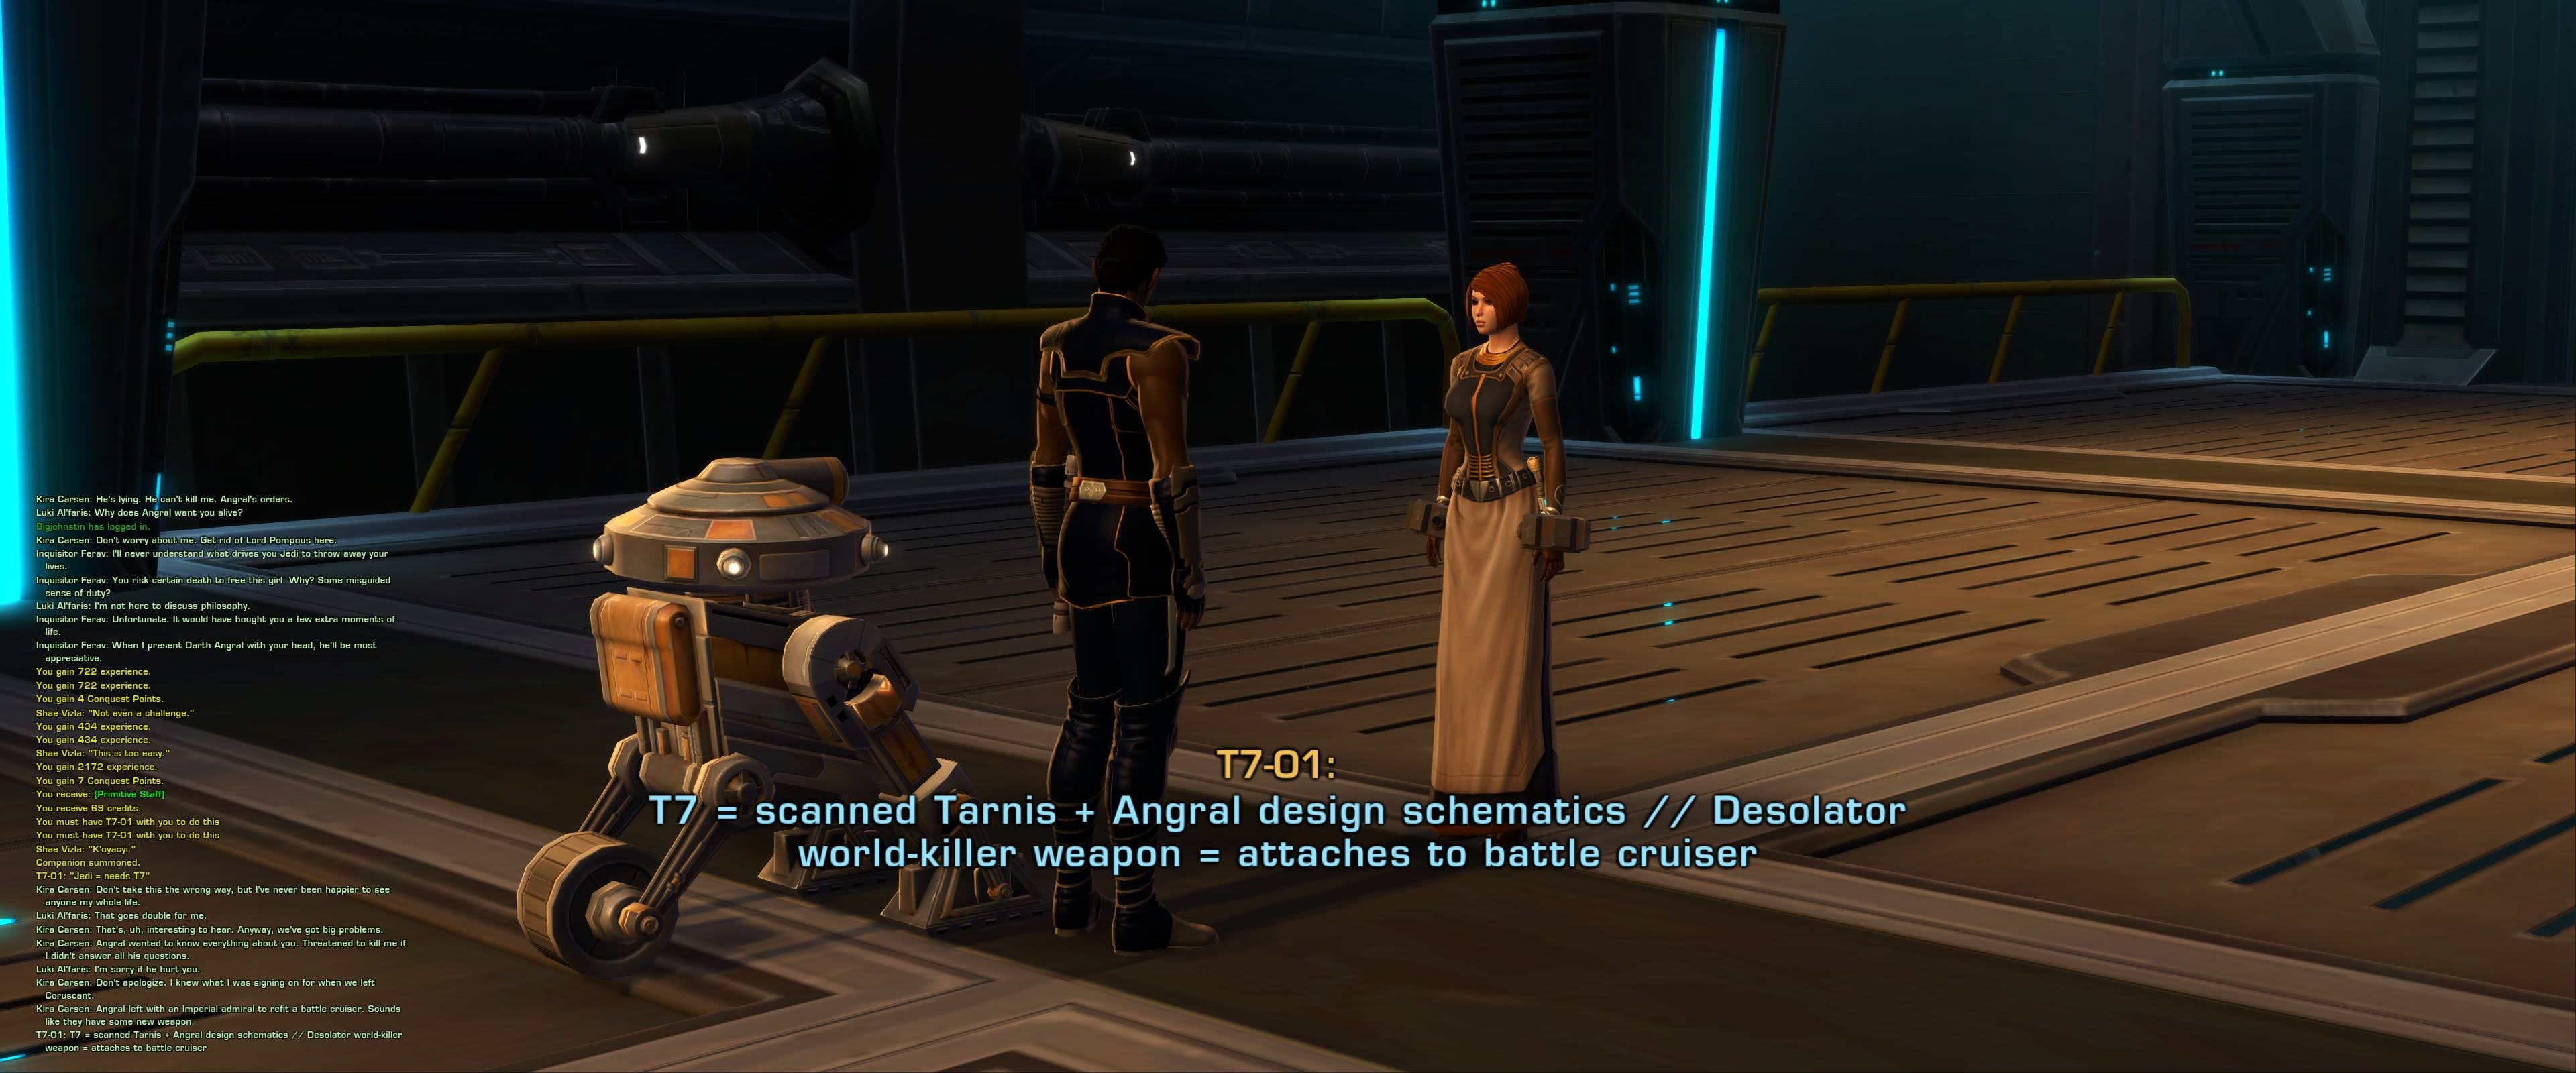 Kira Carsen: He's lying. He can't kill me. Angral's orders.
Luki Al'faris: Why does Angral want you alive?
Bigjohnstin has logged in.
Kira Carsen: Don't worry about me. Get rid of Lord Pompous here.
Inquisitor Ferav: I'll never understand what drives you Jedi to throw away your
lives.
Inquisitor Ferav: You risk certain death to free this girl. Why? Some misguided
sense of duty?
Luki Al'faris: I'm not here to discuss philosophy.
Inquisitor Ferav: Unfortunate. It would have bought you a few extra moments of
life.
Inquisitor Ferav: When I present Darth Angral with your head, he'll be most
appreciative.
You gain 722 experience.
You gain 722 experience.
You gain 4 Conquest Points.
Shae Vizla: "Not even a challenge."
You gain 434 experience.
You gain 434 experience.
Shae Vizla: "This is too easy."
You gain 2172 experience.
You gain 7 Conquest Points.
You receive: [Primitive Staff]
You receive 69 credits.
You must have T7-01 with you to do this
You must have T7-01 with you to do this
Shae Vizla: "K'oyacyi."
Companion summoned.
T7-01: "Jedi = needs T7"
Kira Carsen: Don't take this the wrong way, but I've never been happier to see
anyone my whole life.
Luki Al'faris: That goes double for me.
Kira Carsen: That's, uh, interesting to hear. Anyway, we've got big problems.
Kira Carsen: Angral wanted to know everything about you. Threatened to kill me if
I didn't answer all his questions.
Luki Al'faris: I'm sorry if he hurt you.
Kira Carsen: Don't apologize. I knew what I was signing on for when we left
Coruscant.
Kira Carsen: Angral left with an Imperial admiral to refit a battle cruiser. Sounds
like they have some new weapon.
T7-01: T7 = scanned Tarnis + Angral design schematics // Desolator world-killer
weapon = attaches to battle cruiser
T7-01:
T7 = scanned Tarnis + Angral design schematics // Desolator
world-killer weapon = attaches to battle cruiser